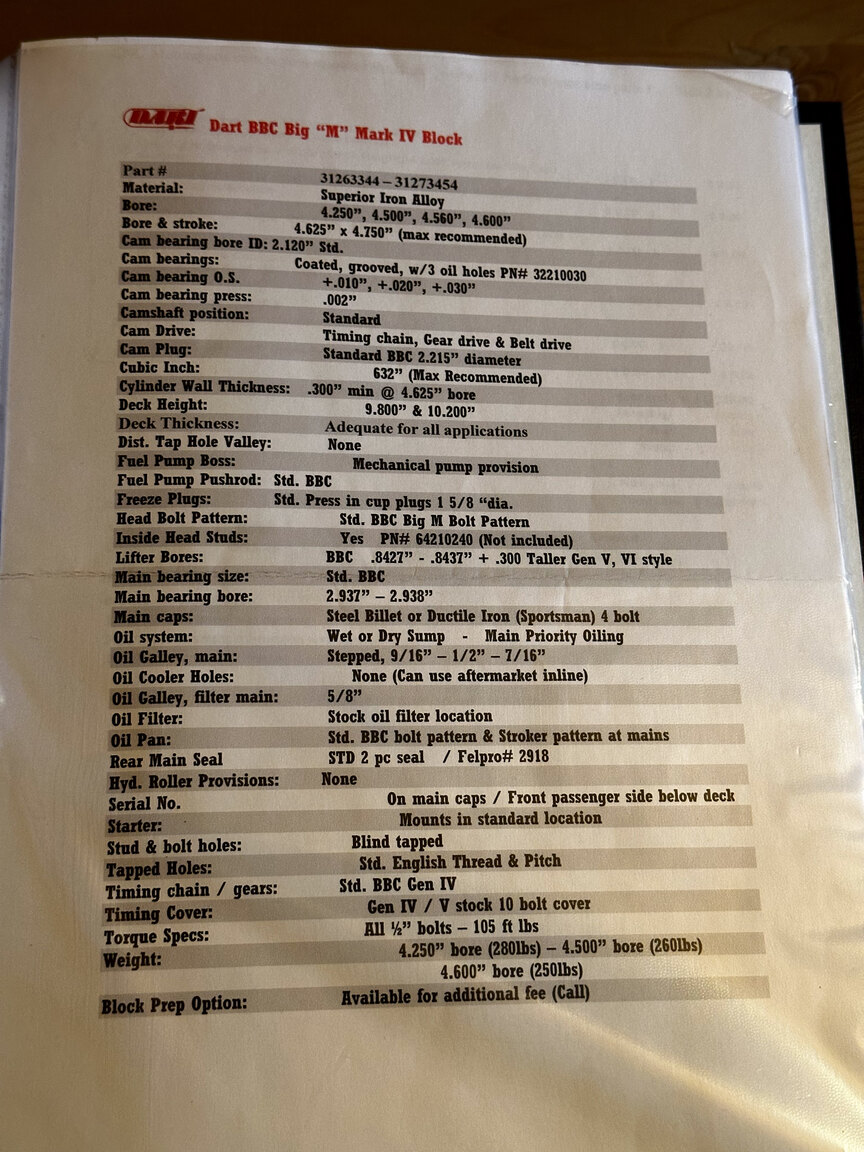 DART Dart BBC Big “M” Mark IV Block
Part # 31263344 – 31273454
Material: Superior Iron Alloy
Bore: 4.250”, 4.500”, 4.560”, 4.600”
Bore & stroke: 4.625” x 4.750” (max recommended)
Cam bearing bore ID: 2.120” Std.
Cam bearings: Coated, grooved, w/3 oil holes PN# 32210030
Cam bearing O.S. +.010”, +.020”, +.030”
Cam bearing press: .002”
Camshaft position: Standard
Cam Drive: Timing chain, Gear drive & Belt drive
Cam Plug: Standard BBC 2.215” diameter
Cubic Inch: 632” (Max Recommended)
Cylinder Wall Thickness: .300” min @ 4.625” bore
Deck Height: 9.800” & 10.200”
Deck Thickness: Adequate for all applications
Dist. Tap Hole Valley: None
Fuel Pump Boss: Mechanical pump provision
Fuel Pump Pushrod: Std. BBC
Freeze Plugs: Std. Press in cup plugs 1 5/8 “dia.
Head Bolt Pattern: Std. BBC Big M Bolt Pattern
Inside Head Studs: Yes PN# 64210240 (Not included)
Lifter Bores: BBC .8427” - .8437” + .300 Taller Gen V, VI style
Main bearing size: Std. BBC
Main bearing bore: 2.937” – 2.938”
Main caps: Steel Billet or Ductile Iron (Sportsman) 4 bolt
Oil system: Wet or Dry Sump - Main Priority Oiling
Oil Galley, main: Stepped, 9/16” – 1/2” – 7/16”
Oil Cooler Holes: None (Can use aftermarket inline)
Oil Galley, filter main: 5/8”
Oil Filter: Stock oil filter location
Oil Pan: Std. BBC bolt pattern & Stroker pattern at mains
Rear Main Seal STD 2 pc seal / Felpro# 2918
Hyd. Roller Provisions: None
Serial No. On main caps / Front passenger side below deck
Starter: Mounts in standard location
Stud & bolt holes: Blind tapped
Tapped Holes: Std. English Thread & Pitch
Timing chain / gears: Std. BBC Gen IV
Timing Cover: Gen IV / V stock 10 bolt cover
Torque Specs: All ½” bolts – 105 ft lbs
Weight: 4.250” bore (280lbs) – 4.500” bore (260lbs)
4.600” bore (250lbs)
Block Prep Option: Available for additional fee (Call)